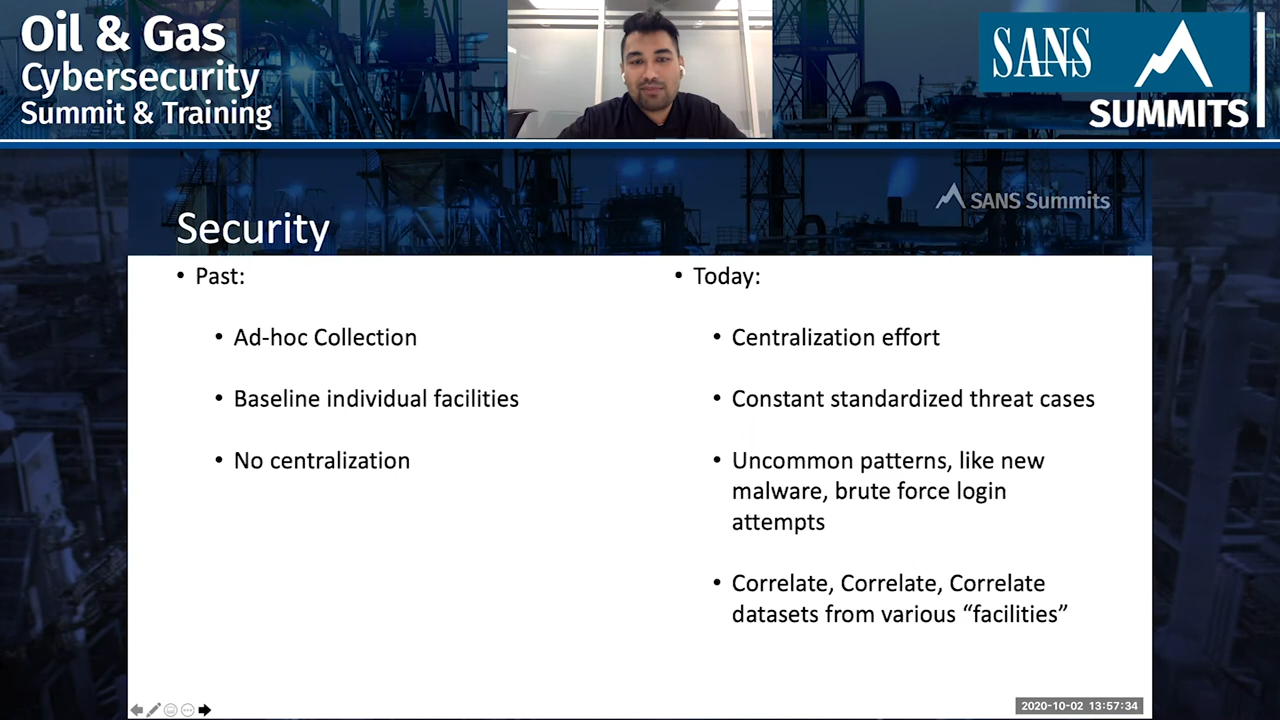 Oil & Gas
Cybersecurity
Summit & Training
SANS
SUMMITS
SANS Summits
Security
• Past:
• Ad-hoc Collection
• Baseline individual facilities
• No centralization
• Today:
• Centralization effort
• Constant standardized threat cases
• Uncommon patterns, like new
malware, brute force login
attempts
• Correlate, Correlate, Correlate
datasets from various “facilities”
2020-10-02 13:57:34